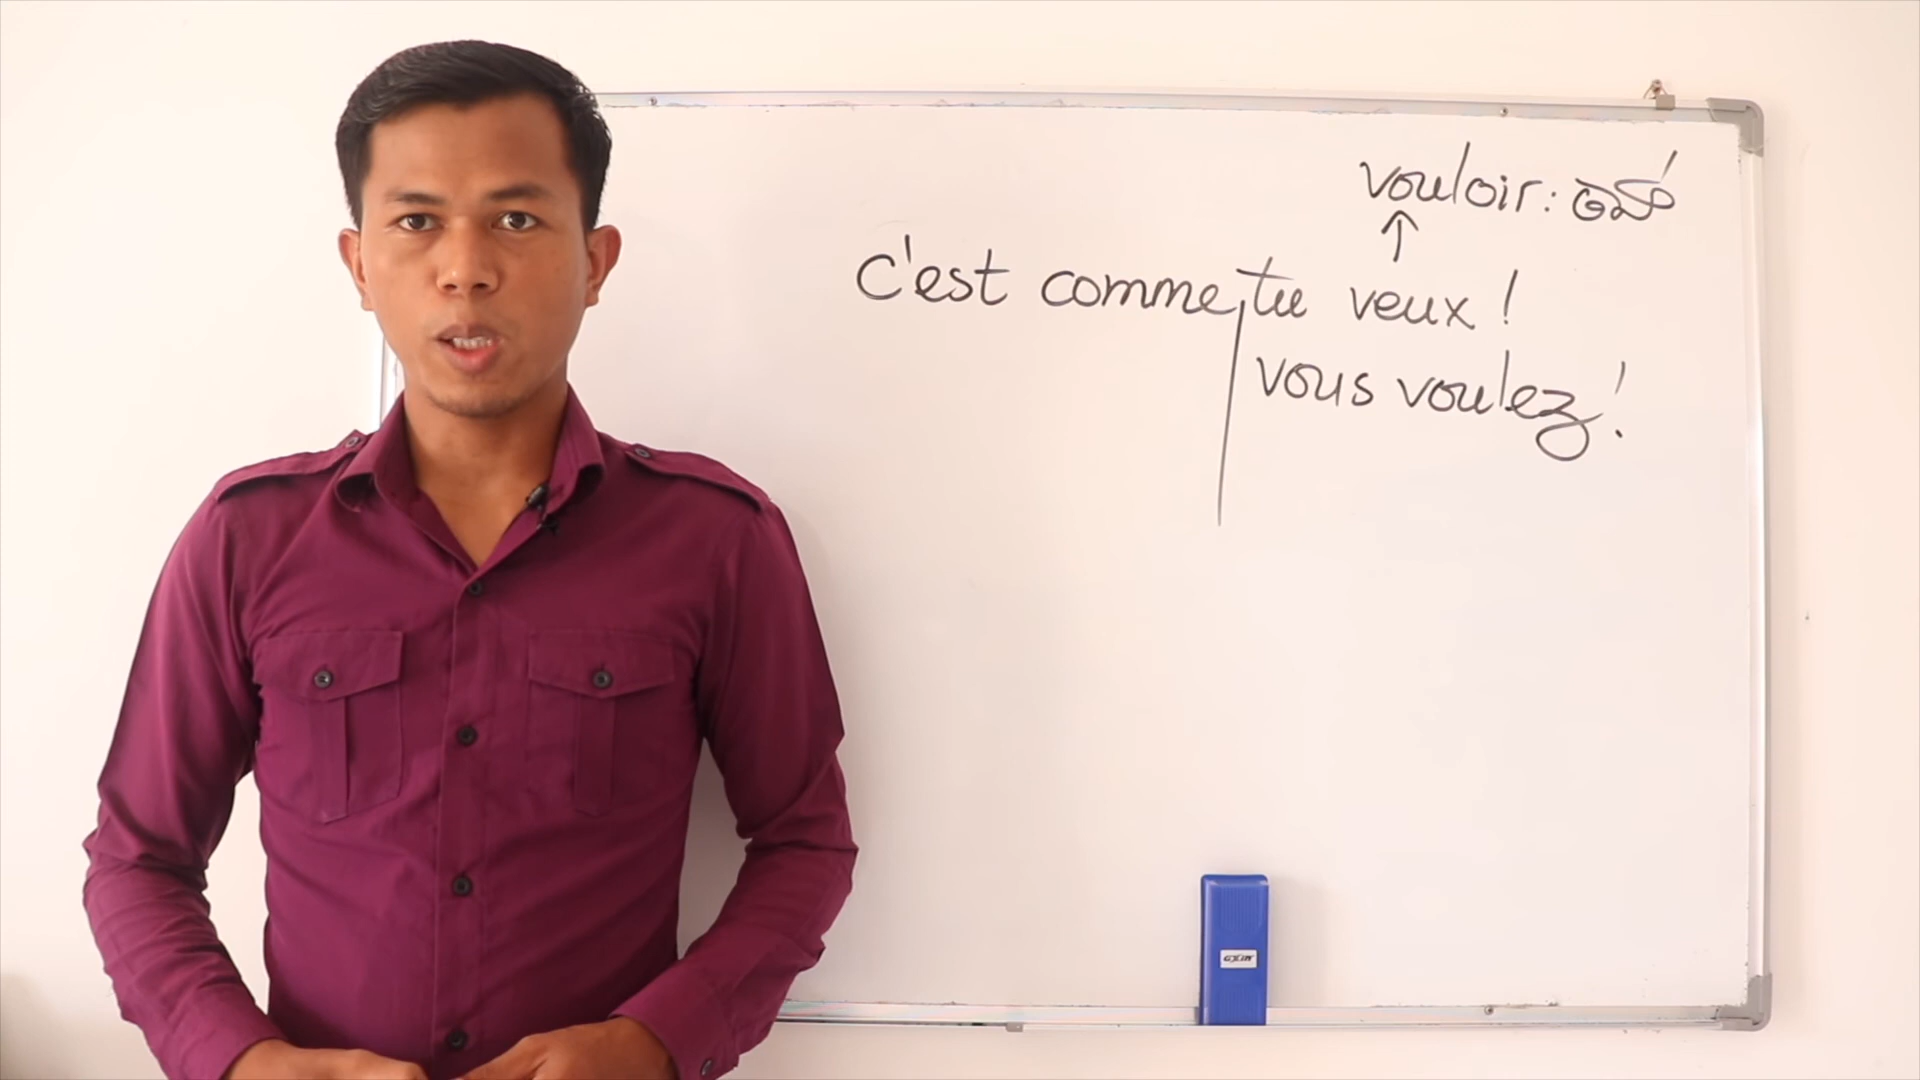 vouloir: ចង់
c'est comme tu veux !
vous voulez !